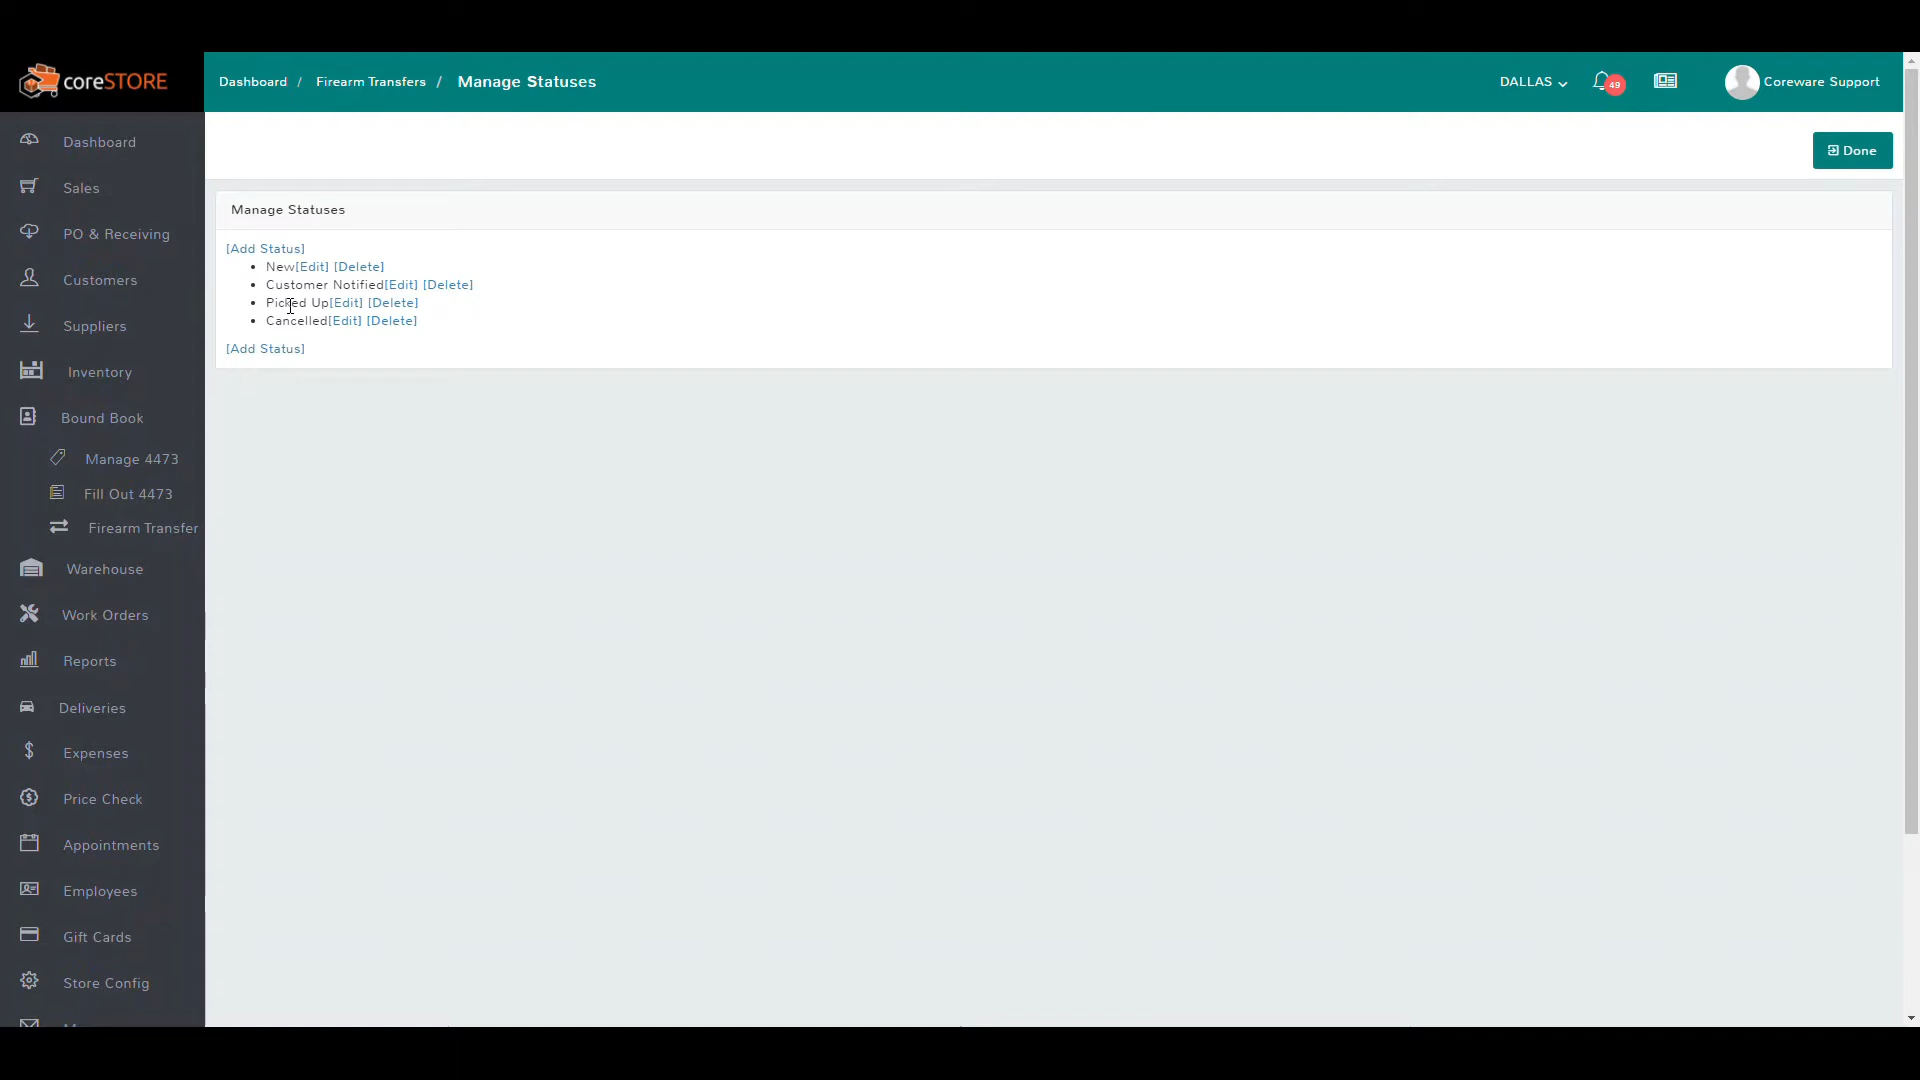 coreSTORE
Dashboard / Firearm Transfers / Manage Statuses
DALLAS
49
Coreware Support
Done
Dashboard
Sales
PO & Receiving
Customers
Suppliers
Inventory
Bound Book
Manage 4473
Fill Out 4473
Firearm Transfer
Warehouse
Work Orders
Reports
Deliveries
Expenses
Price Check
Appointments
Employees
Gift Cards
Store Config
Manage Statuses
[Add Status]
New[Edit] [Delete]
Customer Notified[Edit] [Delete]
Picked Up[Edit] [Delete]
Cancelled[Edit] [Delete]
[Add Status]